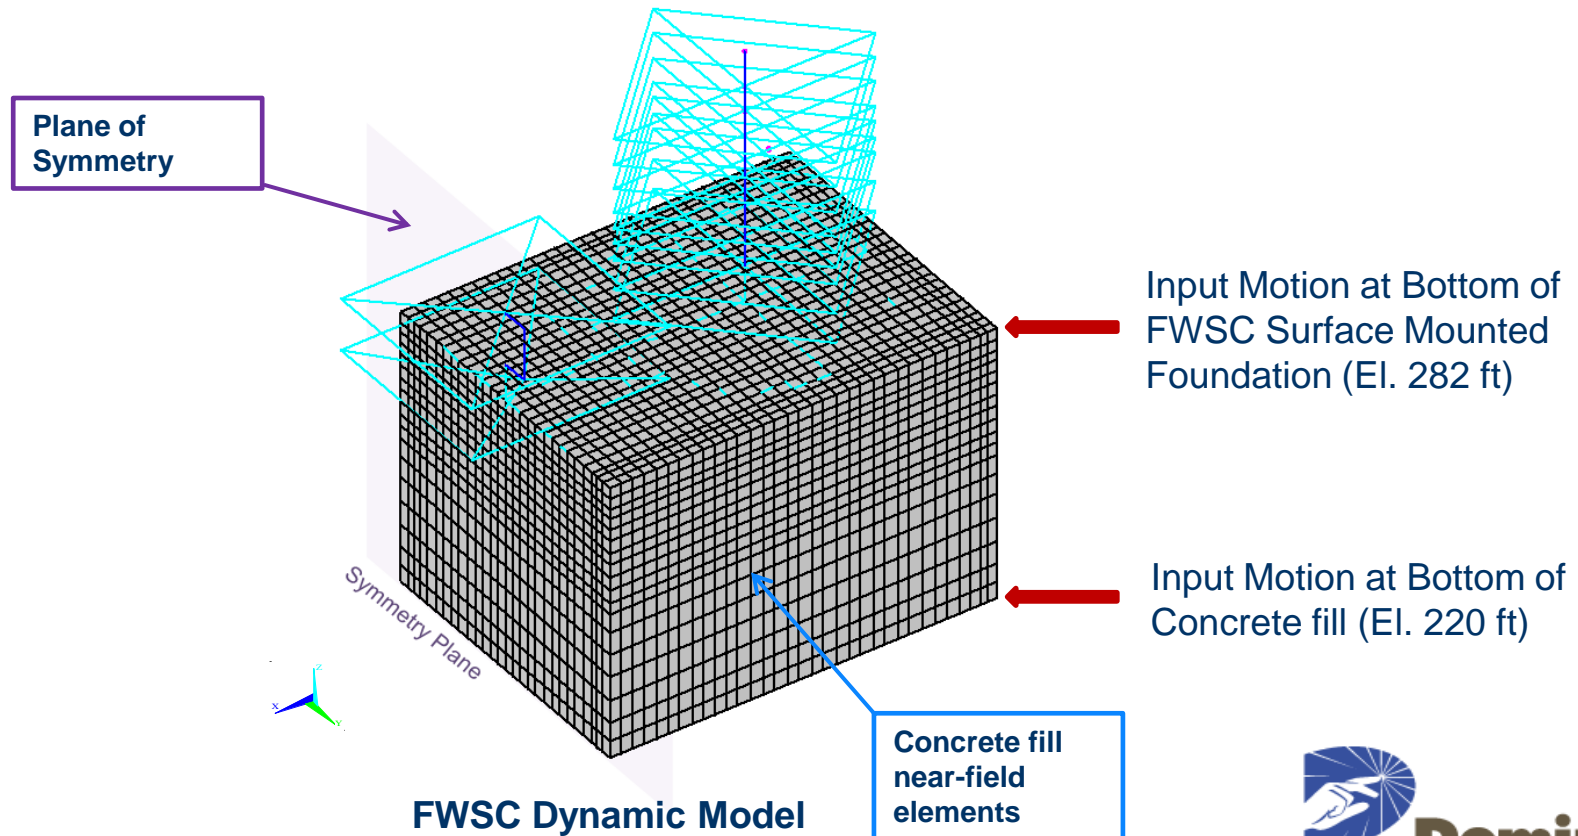 Plane of
Symmetry
Input Motion at Bottom of
FWSC Surface Mounted
Foundation (El. 282 ft)
Symmetry Plane
Input Motion at Bottom of
Concrete fill (El. 220 ft)
Z
X
Y
Concrete fill
near-field
elements
FWSC Dynamic Model